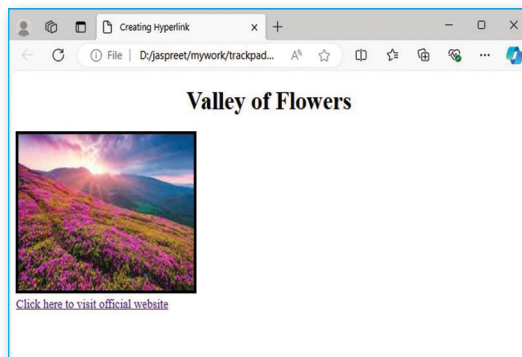 Creating Hyperlink
File | D:/jaspreet/mywork/trackpad...
Valley of Flowers
Click here to visit official website